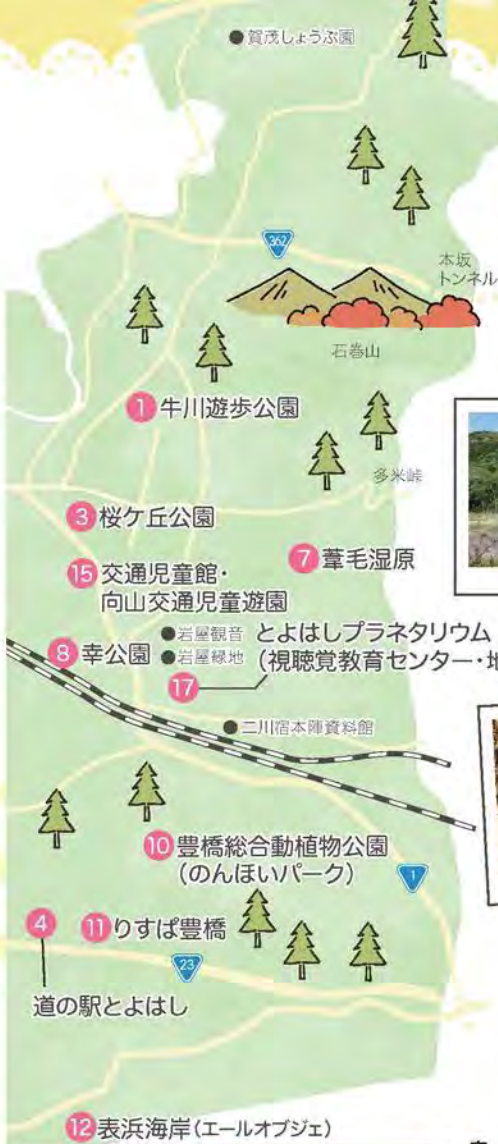 ●賀茂しょうぶ園
362
本坂
トンネル
石巻山
1 牛川遊歩公園
多米峠
3 桜ケ丘公園
7 葦毛湿原
15 交通児童館・
向山交通児童遊園
●岩屋観音
●岩屋緑地
とよはしプラネタリウム
(視聴覚教育センター・地
8 幸公園
17
●二川宿本陣資料館
10 豊橋総合動植物公園
(のんほいパーク)
1
4
11 りすぱ豊橋
23
道の駅とよはし
12 表浜海岸(エールオブジェ)